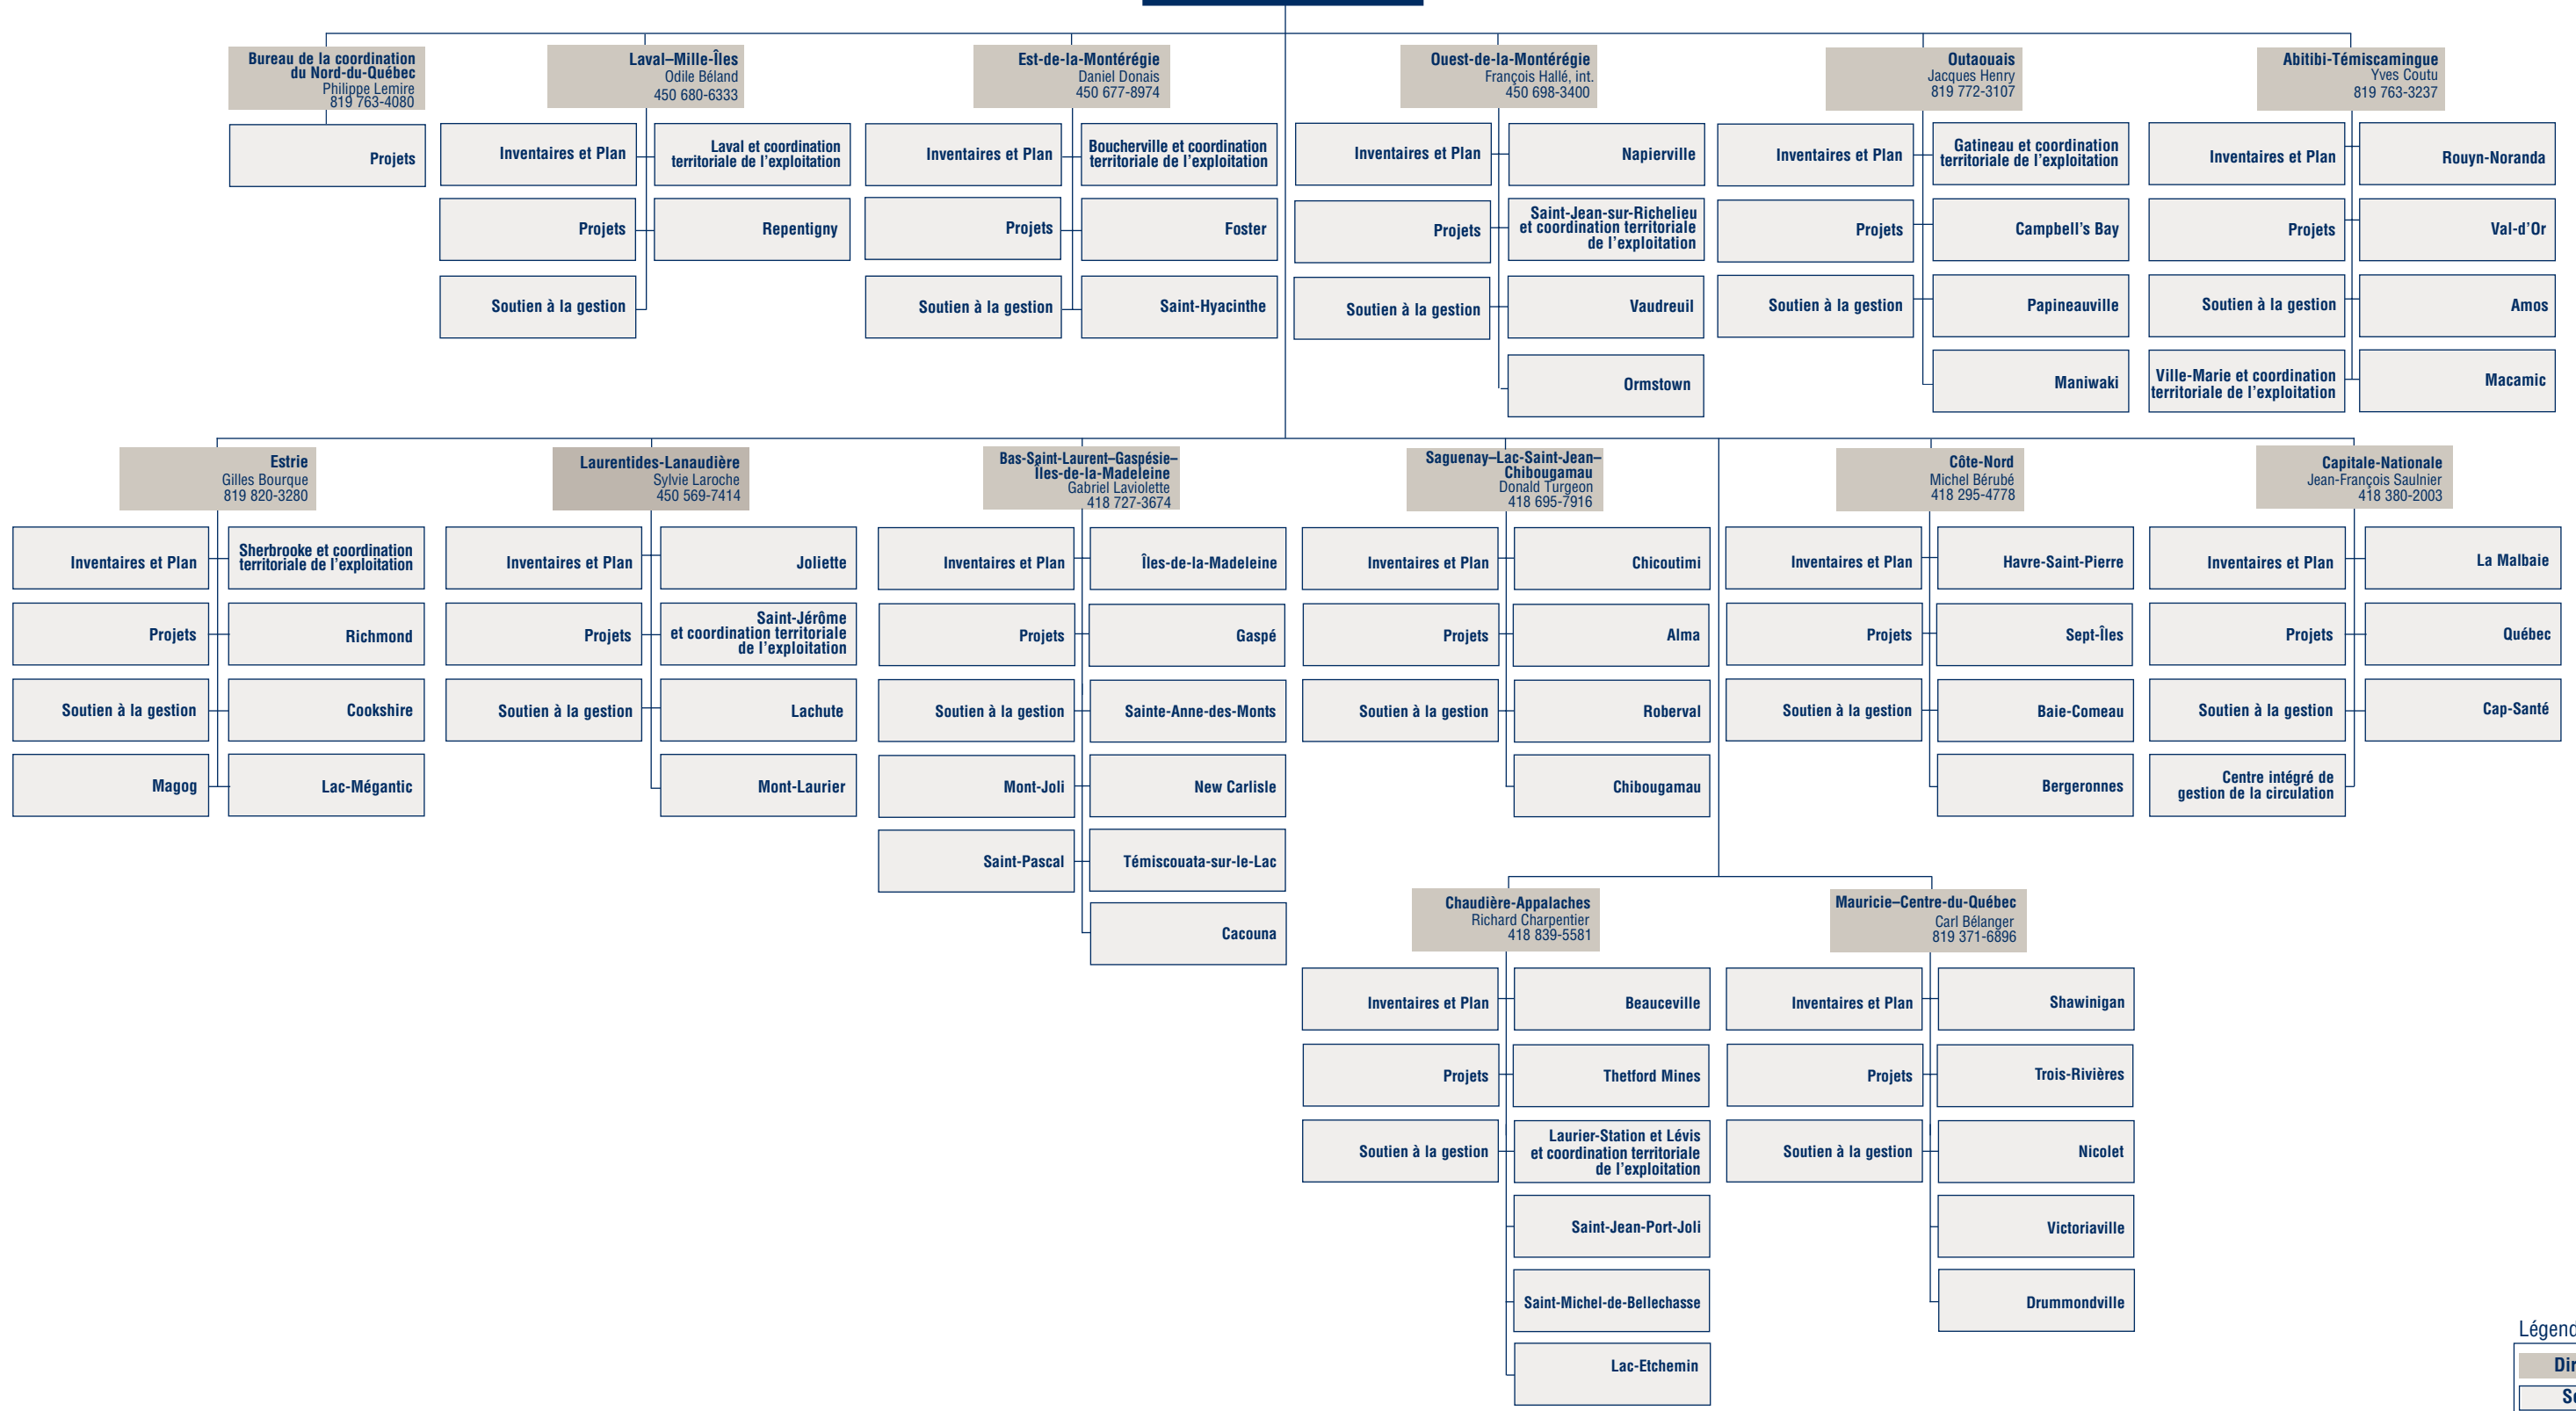 Bureau de la coordination
du Nord-du-Québec
Philippe Lemire
819 763-4080
Projets
Laval–Mille-Îles
Odile Béland
450 680-6333
Inventaires et Plan
Laval et coordination
territoriale de l'exploitation
Projets
Repentigny
Soutien à la gestion
Est-de-la-Montérégie
Daniel Donais
450 677-8974
Inventaires et Plan
Boucherville et coordination
territoriale de l'exploitation
Projets
Foster
Soutien à la gestion
Saint-Hyacinthe
Ouest-de-la-Montérégie
François Hallé, int.
450 698-3400
Inventaires et Plan
Napierville
Projets
Saint-Jean-sur-Richelieu
et coordination territoriale
de l'exploitation
Soutien à la gestion
Vaudreuil
Ormstown
Outaouais
Jacques Henry
819 772-3107
Inventaires et Plan
Gatineau et coordination
territoriale de l'exploitation
Projets
Campbell's Bay
Soutien à la gestion
Papineauville
Maniwaki
Abitibi-Témiscamingue
Yves Coutu
819 763-3237
Inventaires et Plan
Rouyn-Noranda
Projets
Val-d'Or
Soutien à la gestion
Amos
Ville-Marie et coordination
territoriale de l'exploitation
Macamic
Estrie
Gilles Bourque
819 820-3280
Inventaires et Plan
Sherbrooke et coordination
territoriale de l'exploitation
Projets
Richmond
Soutien à la gestion
Cookshire
Magog
Lac-Mégantic
Laurentides-Lanaudière
Sylvie Laroche
450 569-7414
Inventaires et Plan
Joliette
Projets
Saint-Jérôme
et coordination territoriale
de l'exploitation
Soutien à la gestion
Lachute
Mont-Laurier
Bas-Saint-Laurent–Gaspésie–
Îles-de-la-Madeleine
Gabriel Laviolette
418 727-3674
Inventaires et Plan
Îles-de-la-Madeleine
Projets
Gaspé
Soutien à la gestion
Sainte-Anne-des-Monts
Mont-Joli
New Carlisle
Saint-Pascal
Témiscouata-sur-le-Lac
Cacouna
Saguenay–Lac-Saint-Jean–
Chibougamau
Donald Turgeon
418 695-7916
Inventaires et Plan
Chicoutimi
Projets
Alma
Soutien à la gestion
Roberval
Chibougamau
Côte-Nord
Michel Bérubé
418 295-4778
Inventaires et Plan
Havre-Saint-Pierre
Projets
Sept-Îles
Soutien à la gestion
Baie-Comeau
Bergeronnes
Capitale-Nationale
Jean-François Saulnier
418 380-2003
Inventaires et Plan
La Malbaie
Projets
Québec
Soutien à la gestion
Cap-Santé
Centre intégré de
gestion de la circulation
Chaudière-Appalaches
Richard Charpentier
418 839-5581
Inventaires et Plan
Beauceville
Projets
Thetford Mines
Soutien à la gestion
Laurier-Station et Lévis
et coordination territoriale
de l'exploitation
Saint-Jean-Port-Joli
Saint-Michel-de-Bellechasse
Lac-Etchemin
Mauricie–Centre-du-Québec
Carl Bélanger
819 371-6896
Inventaires et Plan
Shawinigan
Projets
Trois-Rivières
Soutien à la gestion
Nicolet
Victoriaville
Drummondville